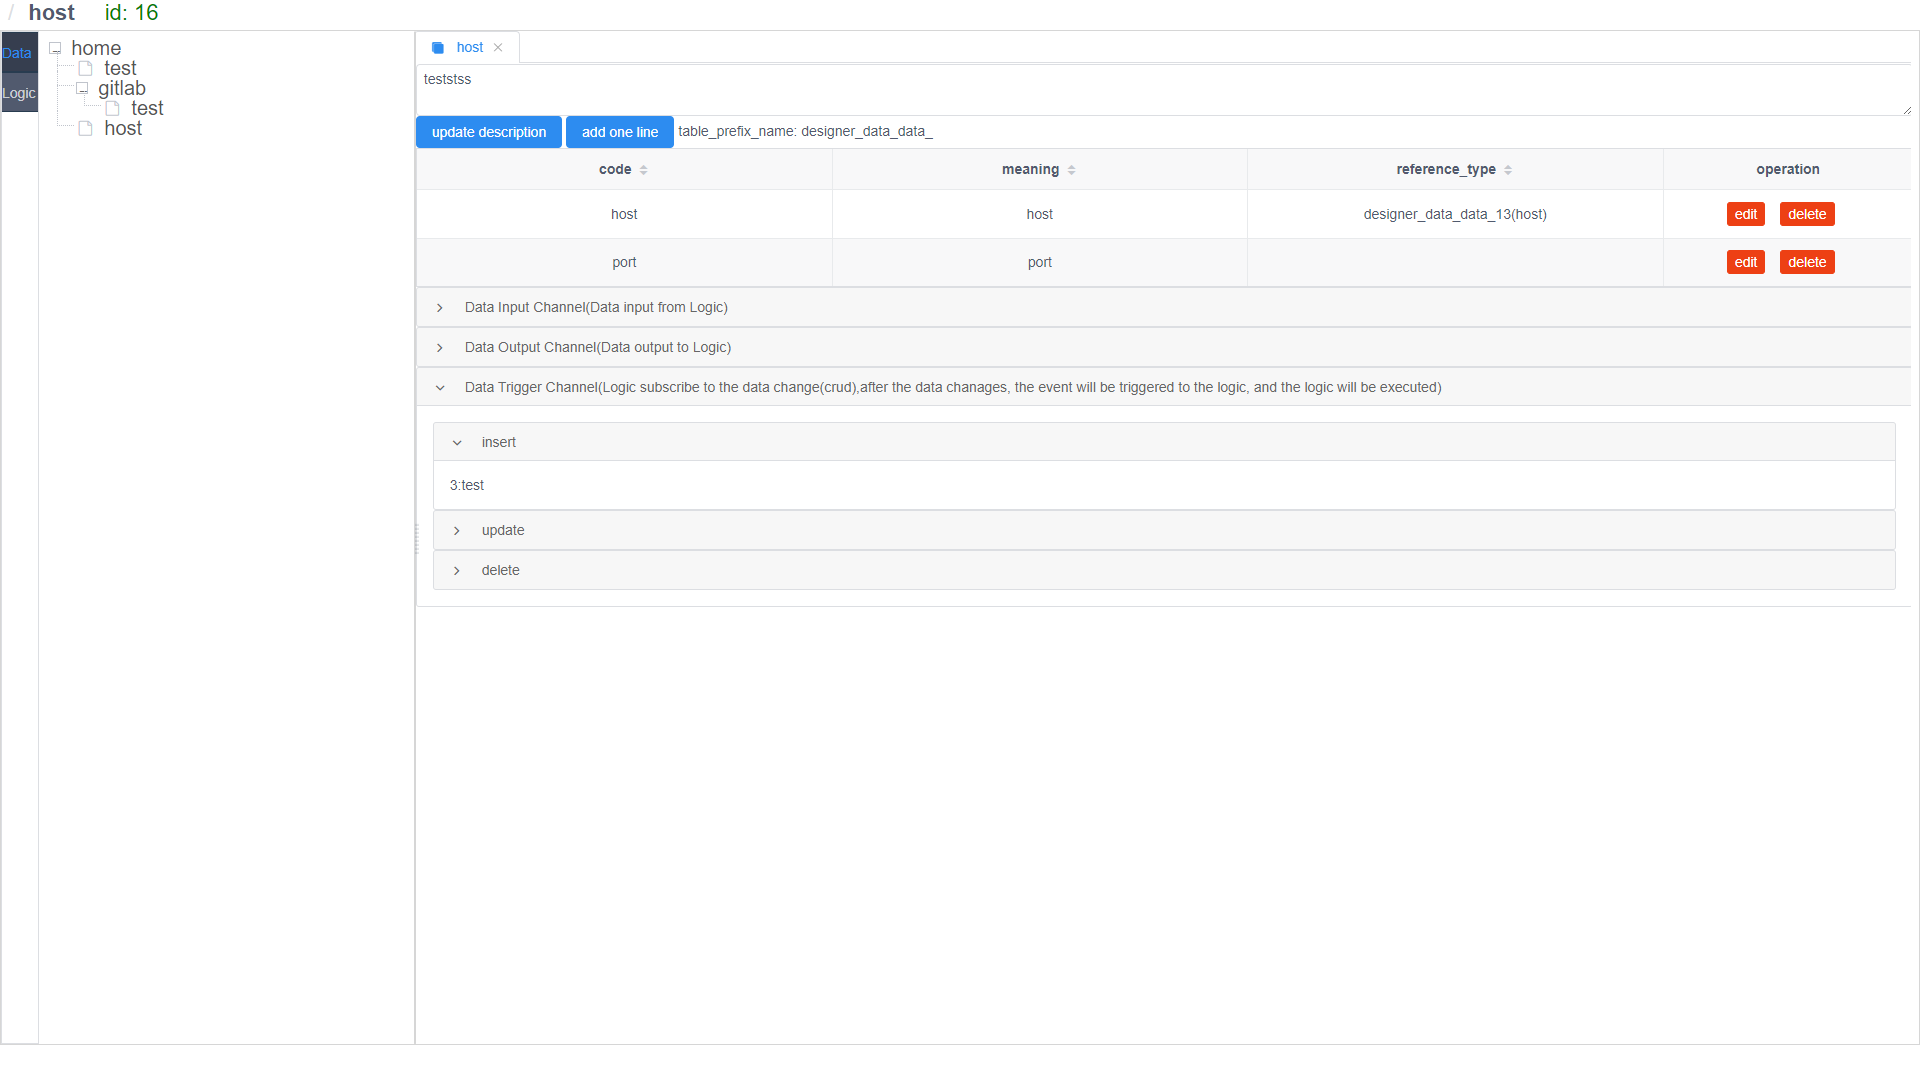 / host id: 16
Data
Logic
home
test
gitlab
test
host
host
teststss
update description add one line table_prefix_name: designer_data_data_
code meaning reference_type operation
host host designer_data_data_13(host) edit delete
port port edit delete
Data Input Channel(Data input from Logic)
Data Output Channel(Data output to Logic)
Data Trigger Channel(Logic subscribe to the data change(crud),after the data chanages, the event will be triggered to the logic, and the logic will be executed)
insert
3:test
update
delete